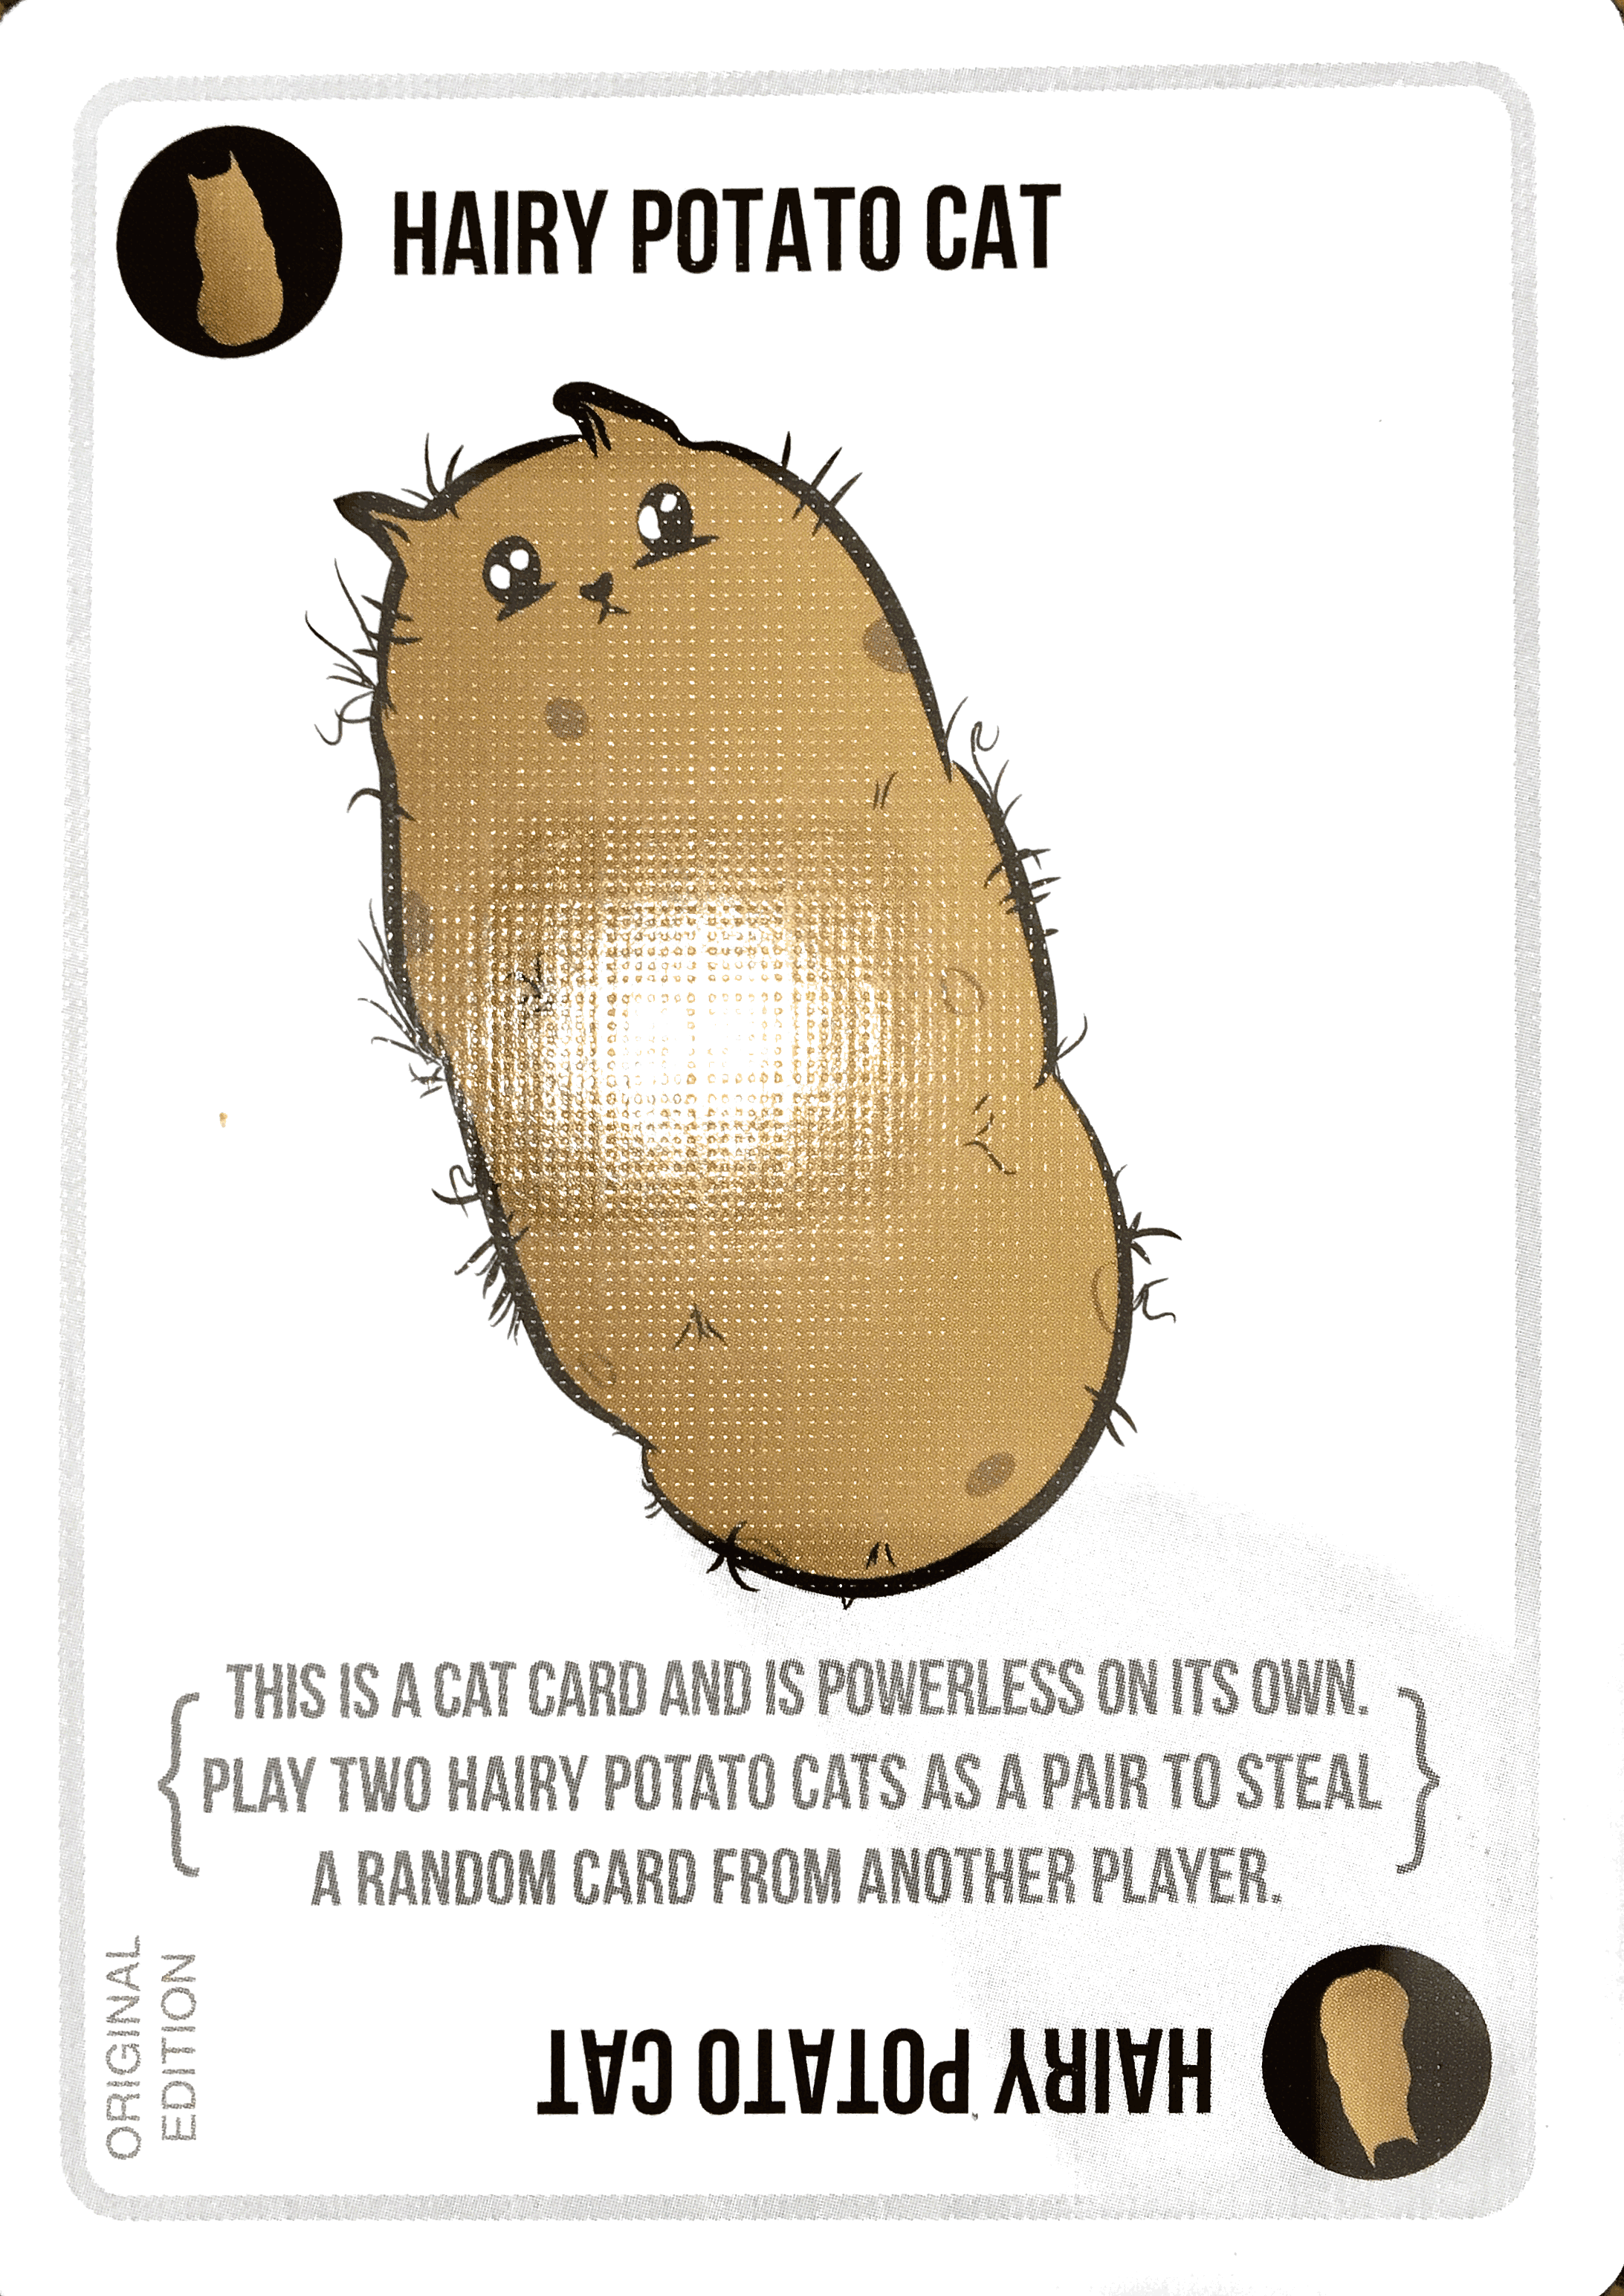 HAIRY POTATO CAT
THIS IS A CAT CARD AND IS POWERLESS ON ITS OWN.
PLAY TWO HAIRY POTATO CATS AS A PAIR TO STEAL
A RANDOM CARD FROM ANOTHER PLAYER.
ORIGINAL
EDITION
HAIRY POTATO CAT